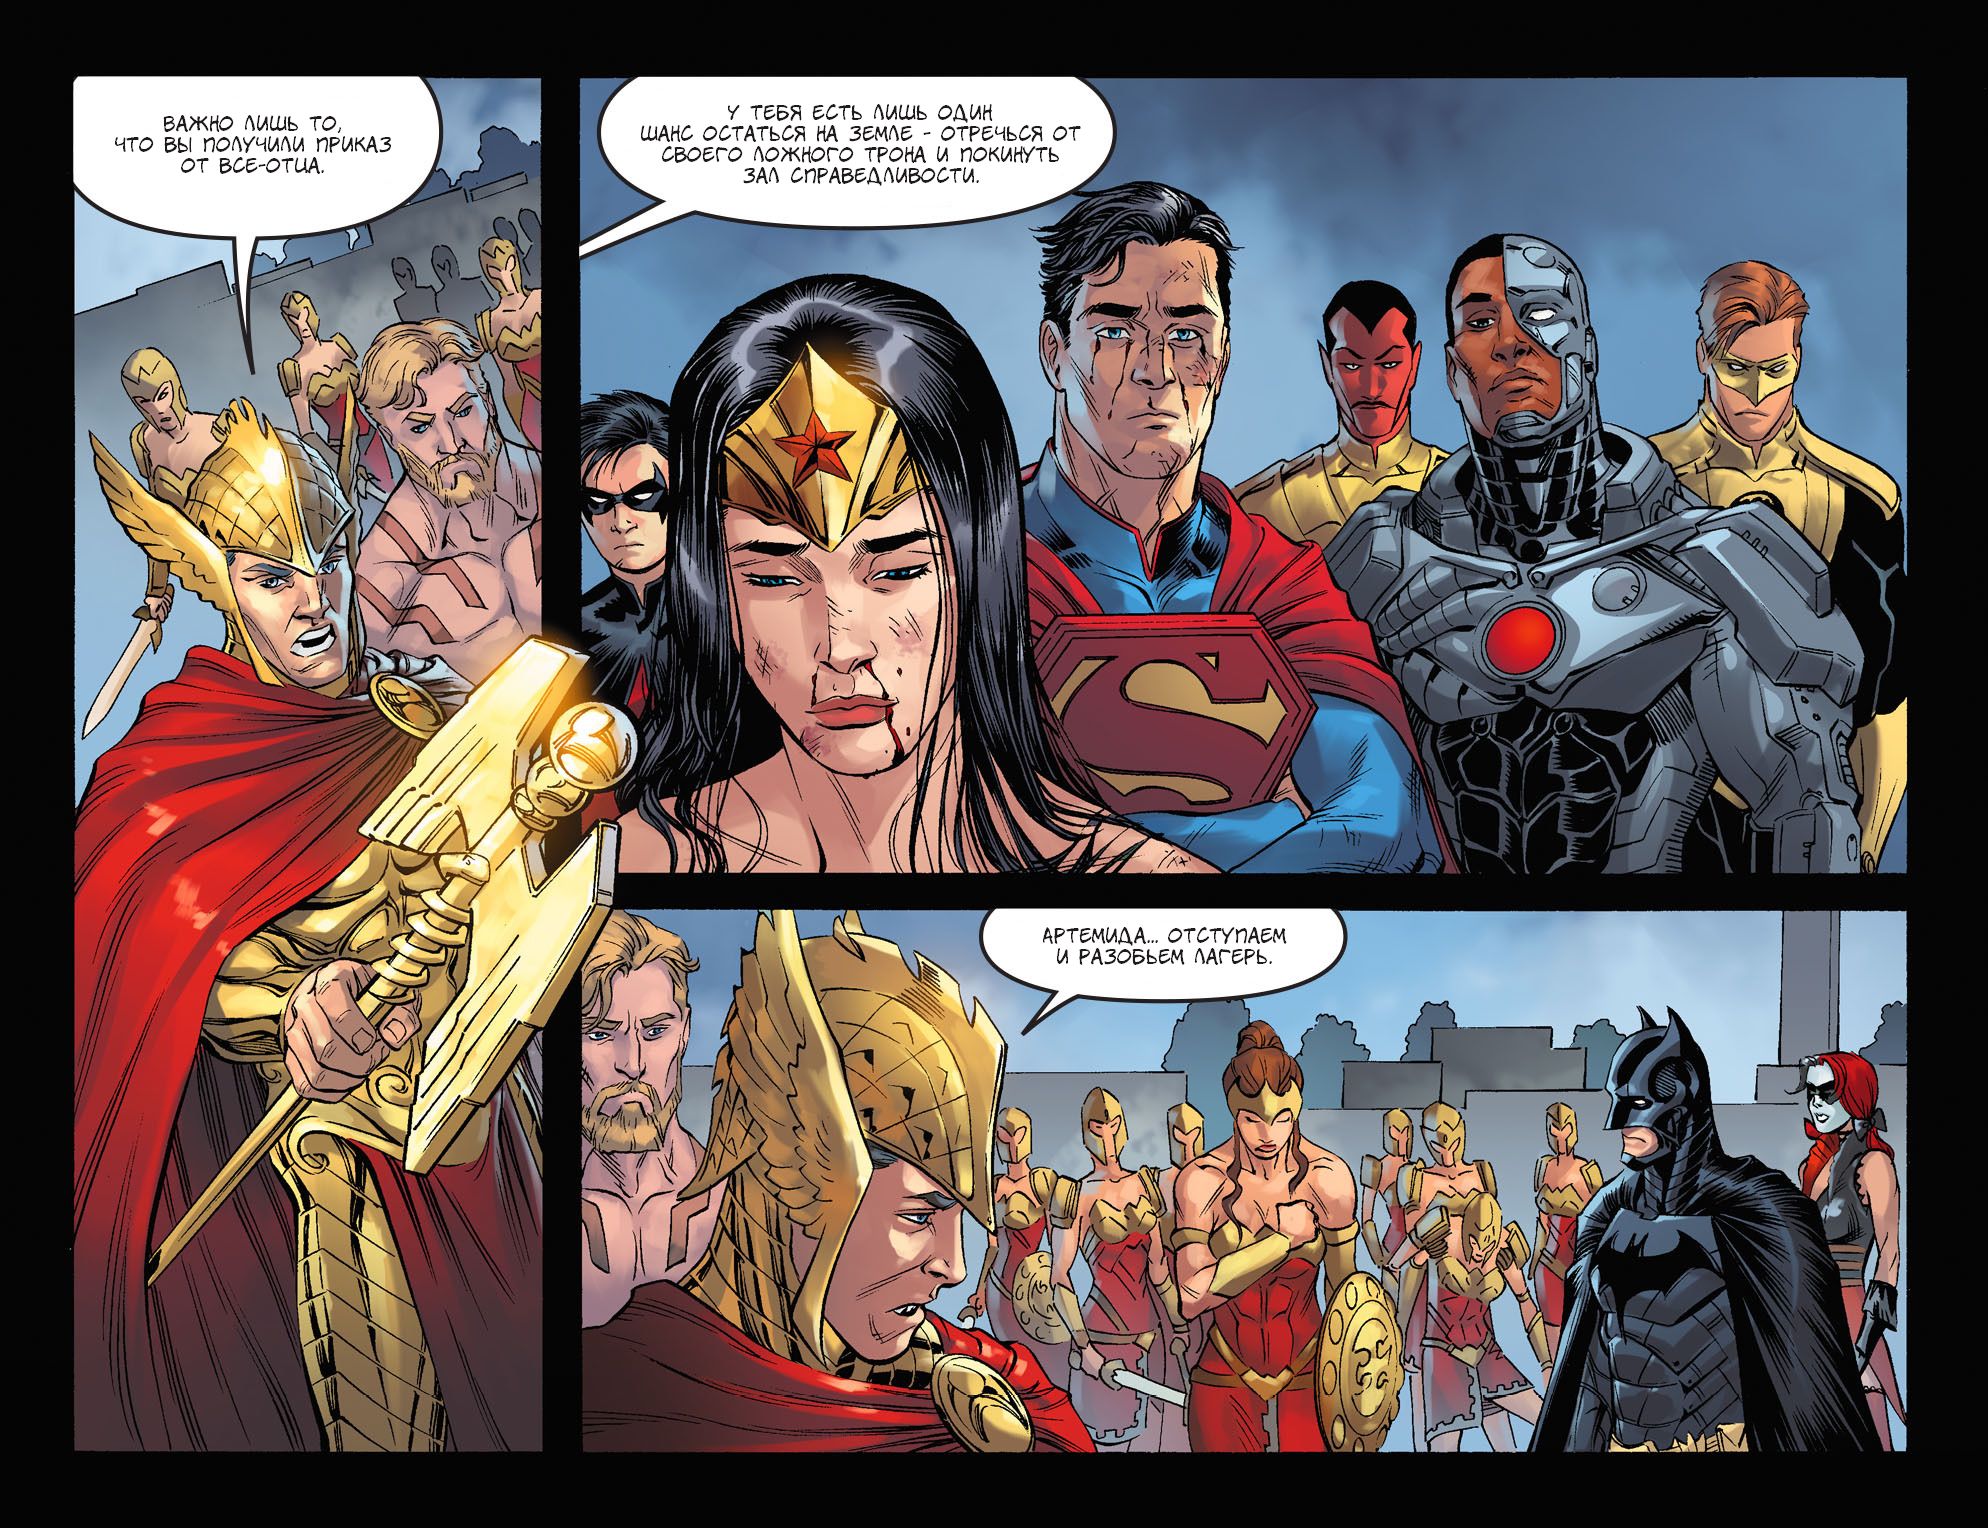 ВАЖНО ЛИШЬ ТО,
ЧТО ВЫ ПОЛУЧИЛИ ПРИКАЗ
ОТ ВСЕ-ОТЦА.
У ТЕБЯ ЕСТЬ ЛИШЬ ОДИН
ШАНС ОСТАТЬСЯ НА ЗЕМЛЕ - ОТРЕЧЬСЯ ОТ
СВОЕГО ЛОЖНОГО ТРОНА И ПОКИНУТЬ
ЗАЛ СПРАВЕДЛИВОСТИ.
S
АРТЕМИДА... ОТСТУПАЕМ
И РАЗОБЬЕМ ЛАГЕРЬ.